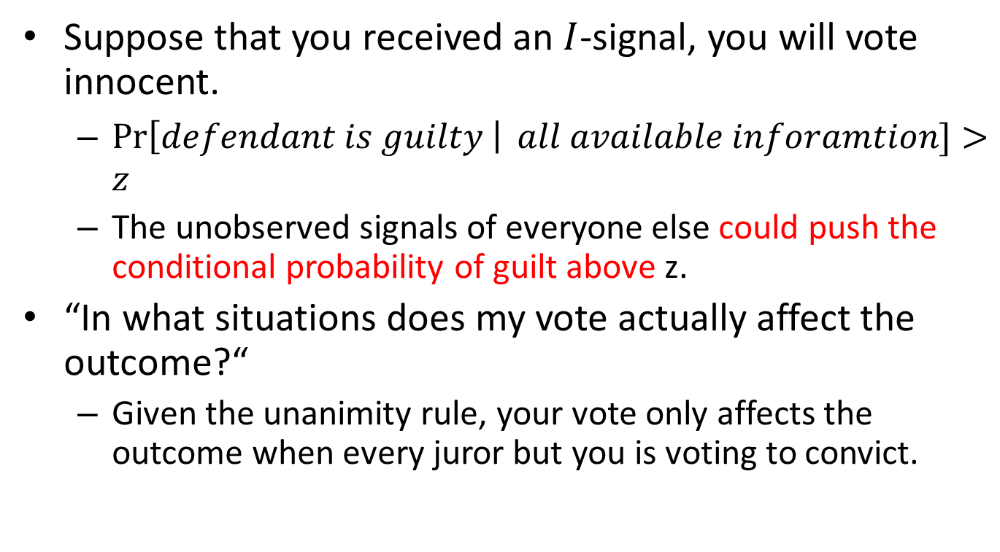 • Suppose that you received an I-signal, you will vote
innocent.
– Pr[defendant is guilty | all available inforamtion] >
z
– The unobserved signals of everyone else could push the
conditional probability of guilt above z.
• “In what situations does my vote actually affect the
outcome?“
– Given the unanimity rule, your vote only affects the
outcome when every juror but you is voting to convict.